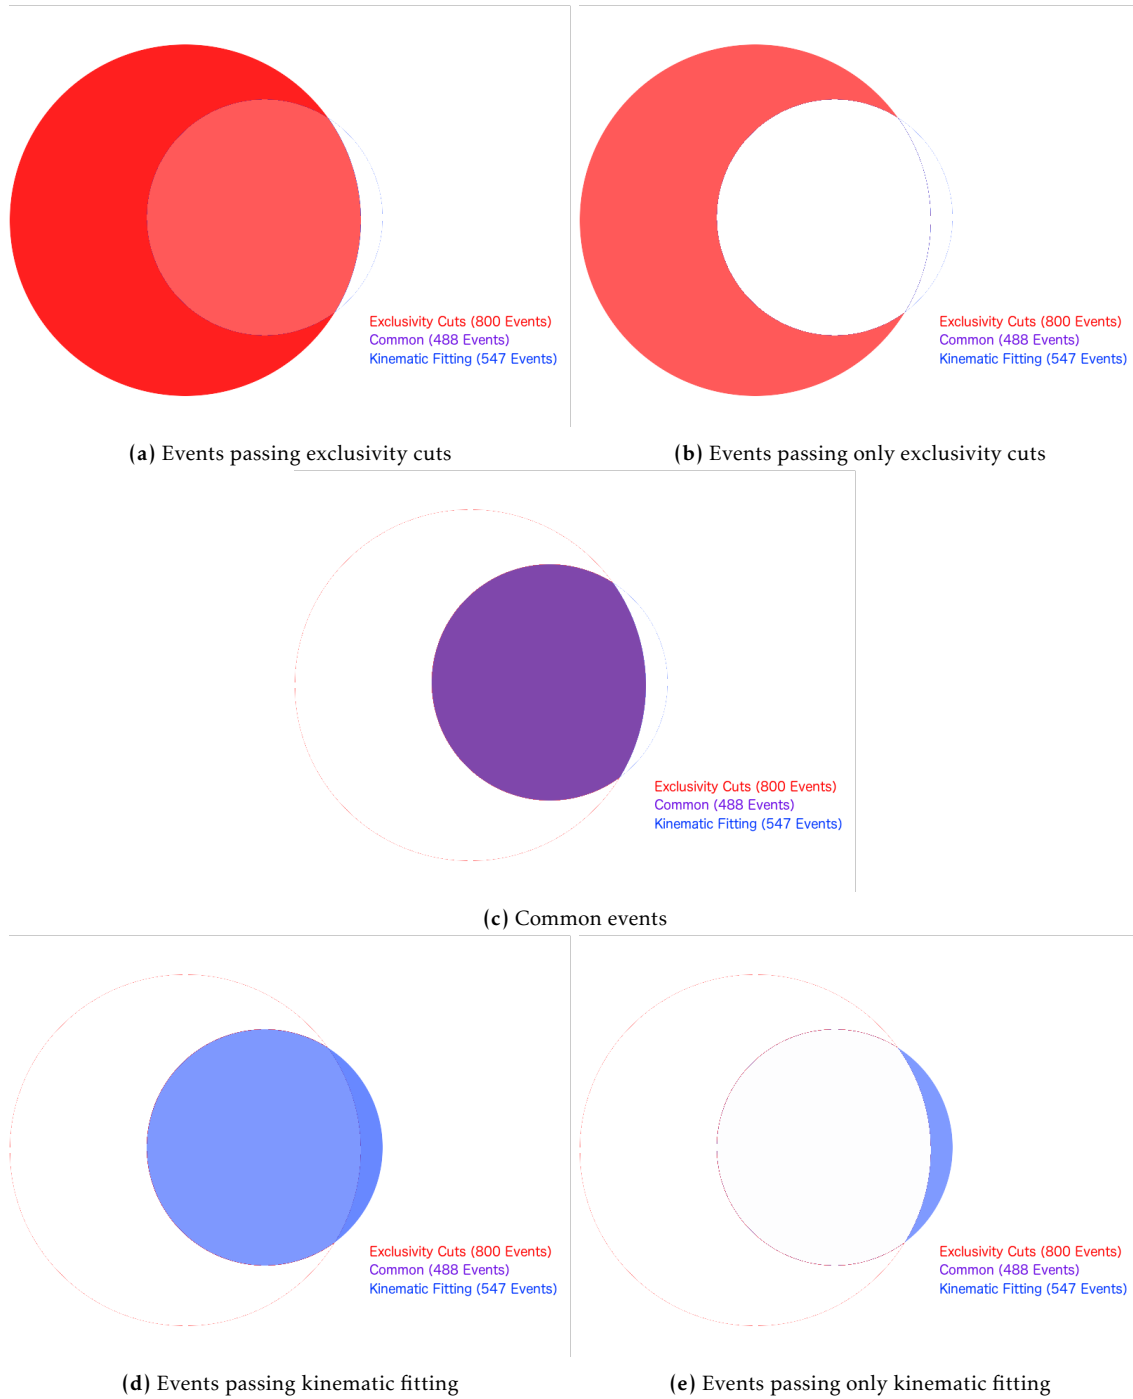 Exclusivity Cuts (800 Events)
Common (488 Events)
Kinematic Fitting (547 Events)
(a) Events passing exclusivity cuts
Exclusivity Cuts (800 Events)
Common (488 Events)
Kinematic Fitting (547 Events)
(b) Events passing only exclusivity cuts
Exclusivity Cuts (800 Events)
Common (488 Events)
Kinematic Fitting (547 Events)
(c) Common events
Exclusivity Cuts (800 Events)
Common (488 Events)
Kinematic Fitting (547 Events)
(d) Events passing kinematic fitting
Exclusivity Cuts (800 Events)
Common (488 Events)
Kinematic Fitting (547 Events)
(e) Events passing only kinematic fitting